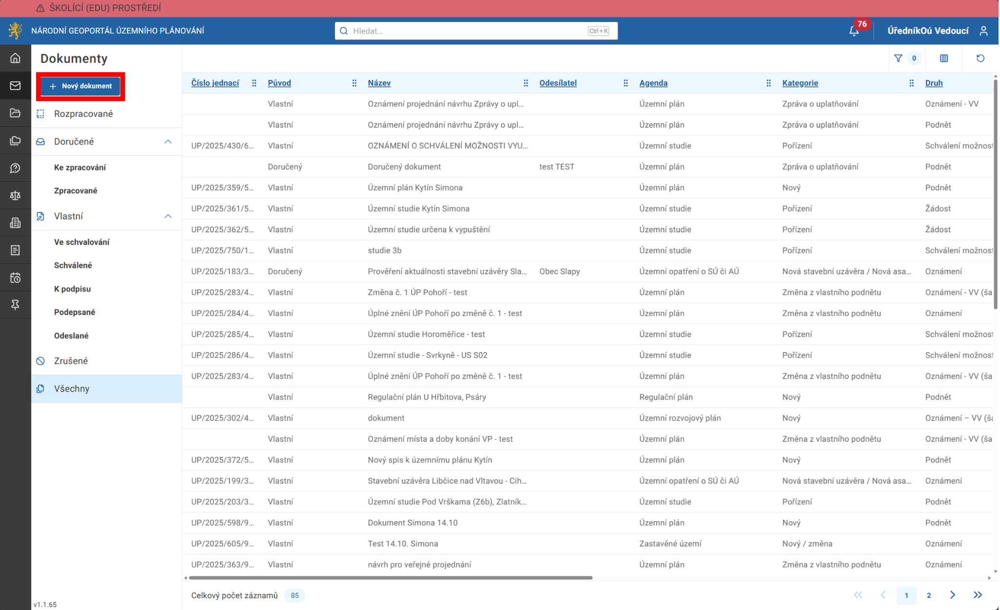 ŠKOLÍCÍ (EDU) PROSTŘEDÍ
NÁRODNÍ GEOPORTÁL ÚZEMNÍHO PLÁNOVÁNÍ
Hledat...
Ctrl+K
76
ÚředníkOú Vedoucí
Dokumenty
Nový dokument
Rozpracované
Doručené
Ke zpracování
Zpracované
Vlastní
Ve schvalování
Schválené
K podpisu
Podepsané
Odeslané
Zrušené
Všechny
v1.1.65
0
Číslo jednací Původ Název Odesílatel Agenda Kategorie Druh
Vlastní Oznámení projednání návrhu Zprávy o upl... Územní plán Zpráva o uplatňování Oznámení - VV
Vlastní Oznámení projednání návrhu Zprávy o upl... Územní plán Zpráva o uplatňování Podnět
UP/2025/430/6... Vlastní OZNÁMENÍ O SCHVÁLENÍ MOŽNOSTI VYU... Územní studie Pořízení Schválení možnost
Doručený Doručený dokument test TEST Územní plán Zpráva o uplatňování Podnět
UP/2025/359/5... Vlastní Územní plán Kytín Simona Územní plán Nový Podnět
UP/2025/361/5... Vlastní Územní studie Kytín Simona Územní studie Pořízení Žádost
UP/2025/362/5... Vlastní Územní studie určena k vypuštění Územní studie Pořízení Žádost
UP/2025/750/1... Vlastní studie 3b Územní studie Pořízení Schválení možnost
UP/2025/183/3... Doručený Prověření aktuálnosti stavební uzávěry Sla... Obec Slapy Územní opatření o SÚ či AÚ Nová stavební uzávěra / Nová asa... Oznámení
UP/2025/283/4... Vlastní Změna č. 1 ÚP Pohoří - test Územní plán Změna z vlastního podnětu Oznámení - VV (ša
UP/2025/284/4... Vlastní Úplné znění ÚP Pohoří po změně č. 1 - test Územní plán Změna z vlastního podnětu Oznámení
UP/2025/285/4... Vlastní Územní studie Horoměřice - test Územní studie Pořízení Schválení možnost
UP/2025/286/4... Vlastní Územní studie - Svrkyně - US S02 Územní studie Pořízení Schválení možnost
UP/2025/283/4... Vlastní Úplné znění ÚP Pohoří po změně č. 1 - test Územní plán Změna z vlastního podnětu Oznámení - VV (ša
Vlastní Regulační plán U Hřbitova, Psáry Regulační plán Nový Podnět
UP/2025/302/4... Vlastní dokument Územní rozvojový plán Nový Oznámení – VV (ša
Vlastní Oznámení místa a doby konání VP - test Územní plán Změna z vlastního podnětu Oznámení - VV (ša
UP/2025/372/5... Vlastní Nový spis k územnímu plánu Kytín Územní plán Nový Podnět
UP/2025/199/3... Vlastní Stavební uzávěra Libčice nad Vltavou - Cih... Územní opatření o SÚ či AÚ Nová stavební uzávěra / Nová asa... Oznámení
UP/2025/203/3... Vlastní Územní studie Pod Vrškama (Z6b), Zlatník... Územní studie Pořízení Podnět
UP/2025/598/9... Vlastní Dokument Simona 14.10 Územní plán Nový Podnět
UP/2025/605/9... Vlastní Test 14.10. Simona Zastavěné území Nový / změna Oznámení
UP/2025/363/9... Vlastní návrh pro veřejné projednání Územní plán Změna z vlastního podnětu Oznámení
Celkový počet záznamů 85
1 2